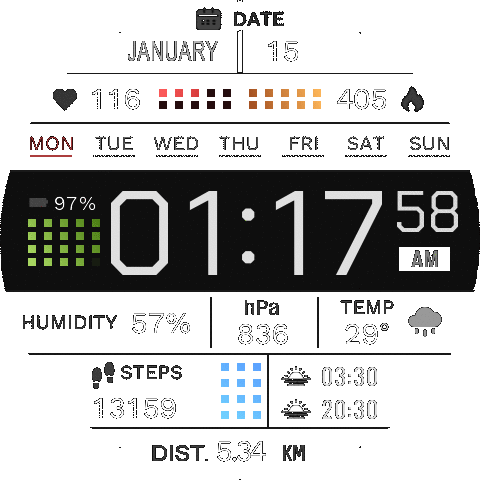 DATE
JANUARY 15
116 405
MON TUE WED THU FRI SAT SUN
97% 01:17 58
AM
HUMIDITY 57% hPa 836 TEMP 29°
STEPS 13159
03:30
20:30
DIST. 5.34 KM